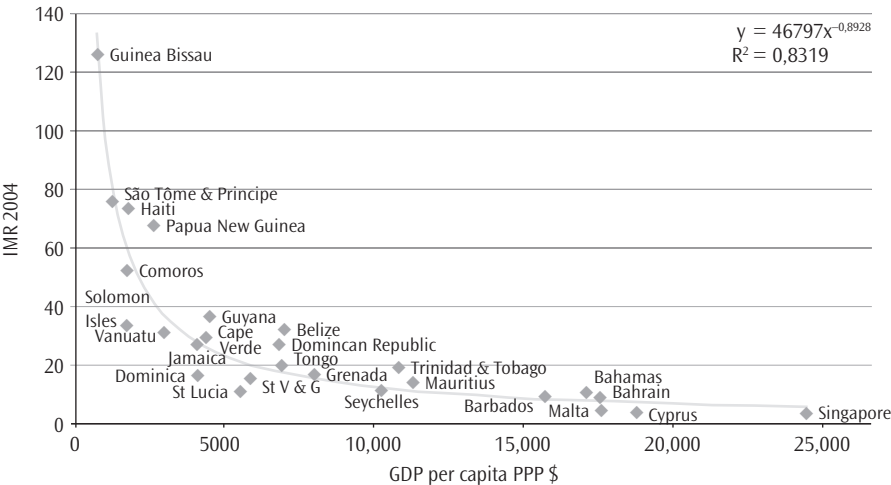 140
120
100
80
60
40
20
0
IMR 2004
y = 46797x⁻⁰,⁸⁹²⁸
R² = 0,8319
Guinea Bissau
São Tôme & Principe
Haiti
Papua New Guinea
Comoros
Solomon
Isles
Vanuatu
Guyana
Cape
Verde
Jamaica
Belize
Domincan Republic
Tongo
Dominica
St Lucia
St V & G
Grenada
Trinidad & Tobago
Mauritius
Seychelles
Barbados
Bahamas
Bahrain
Malta
Cyprus
Singapore
0
5000
10,000
15,000
20,000
25,000
GDP per capita PPP $